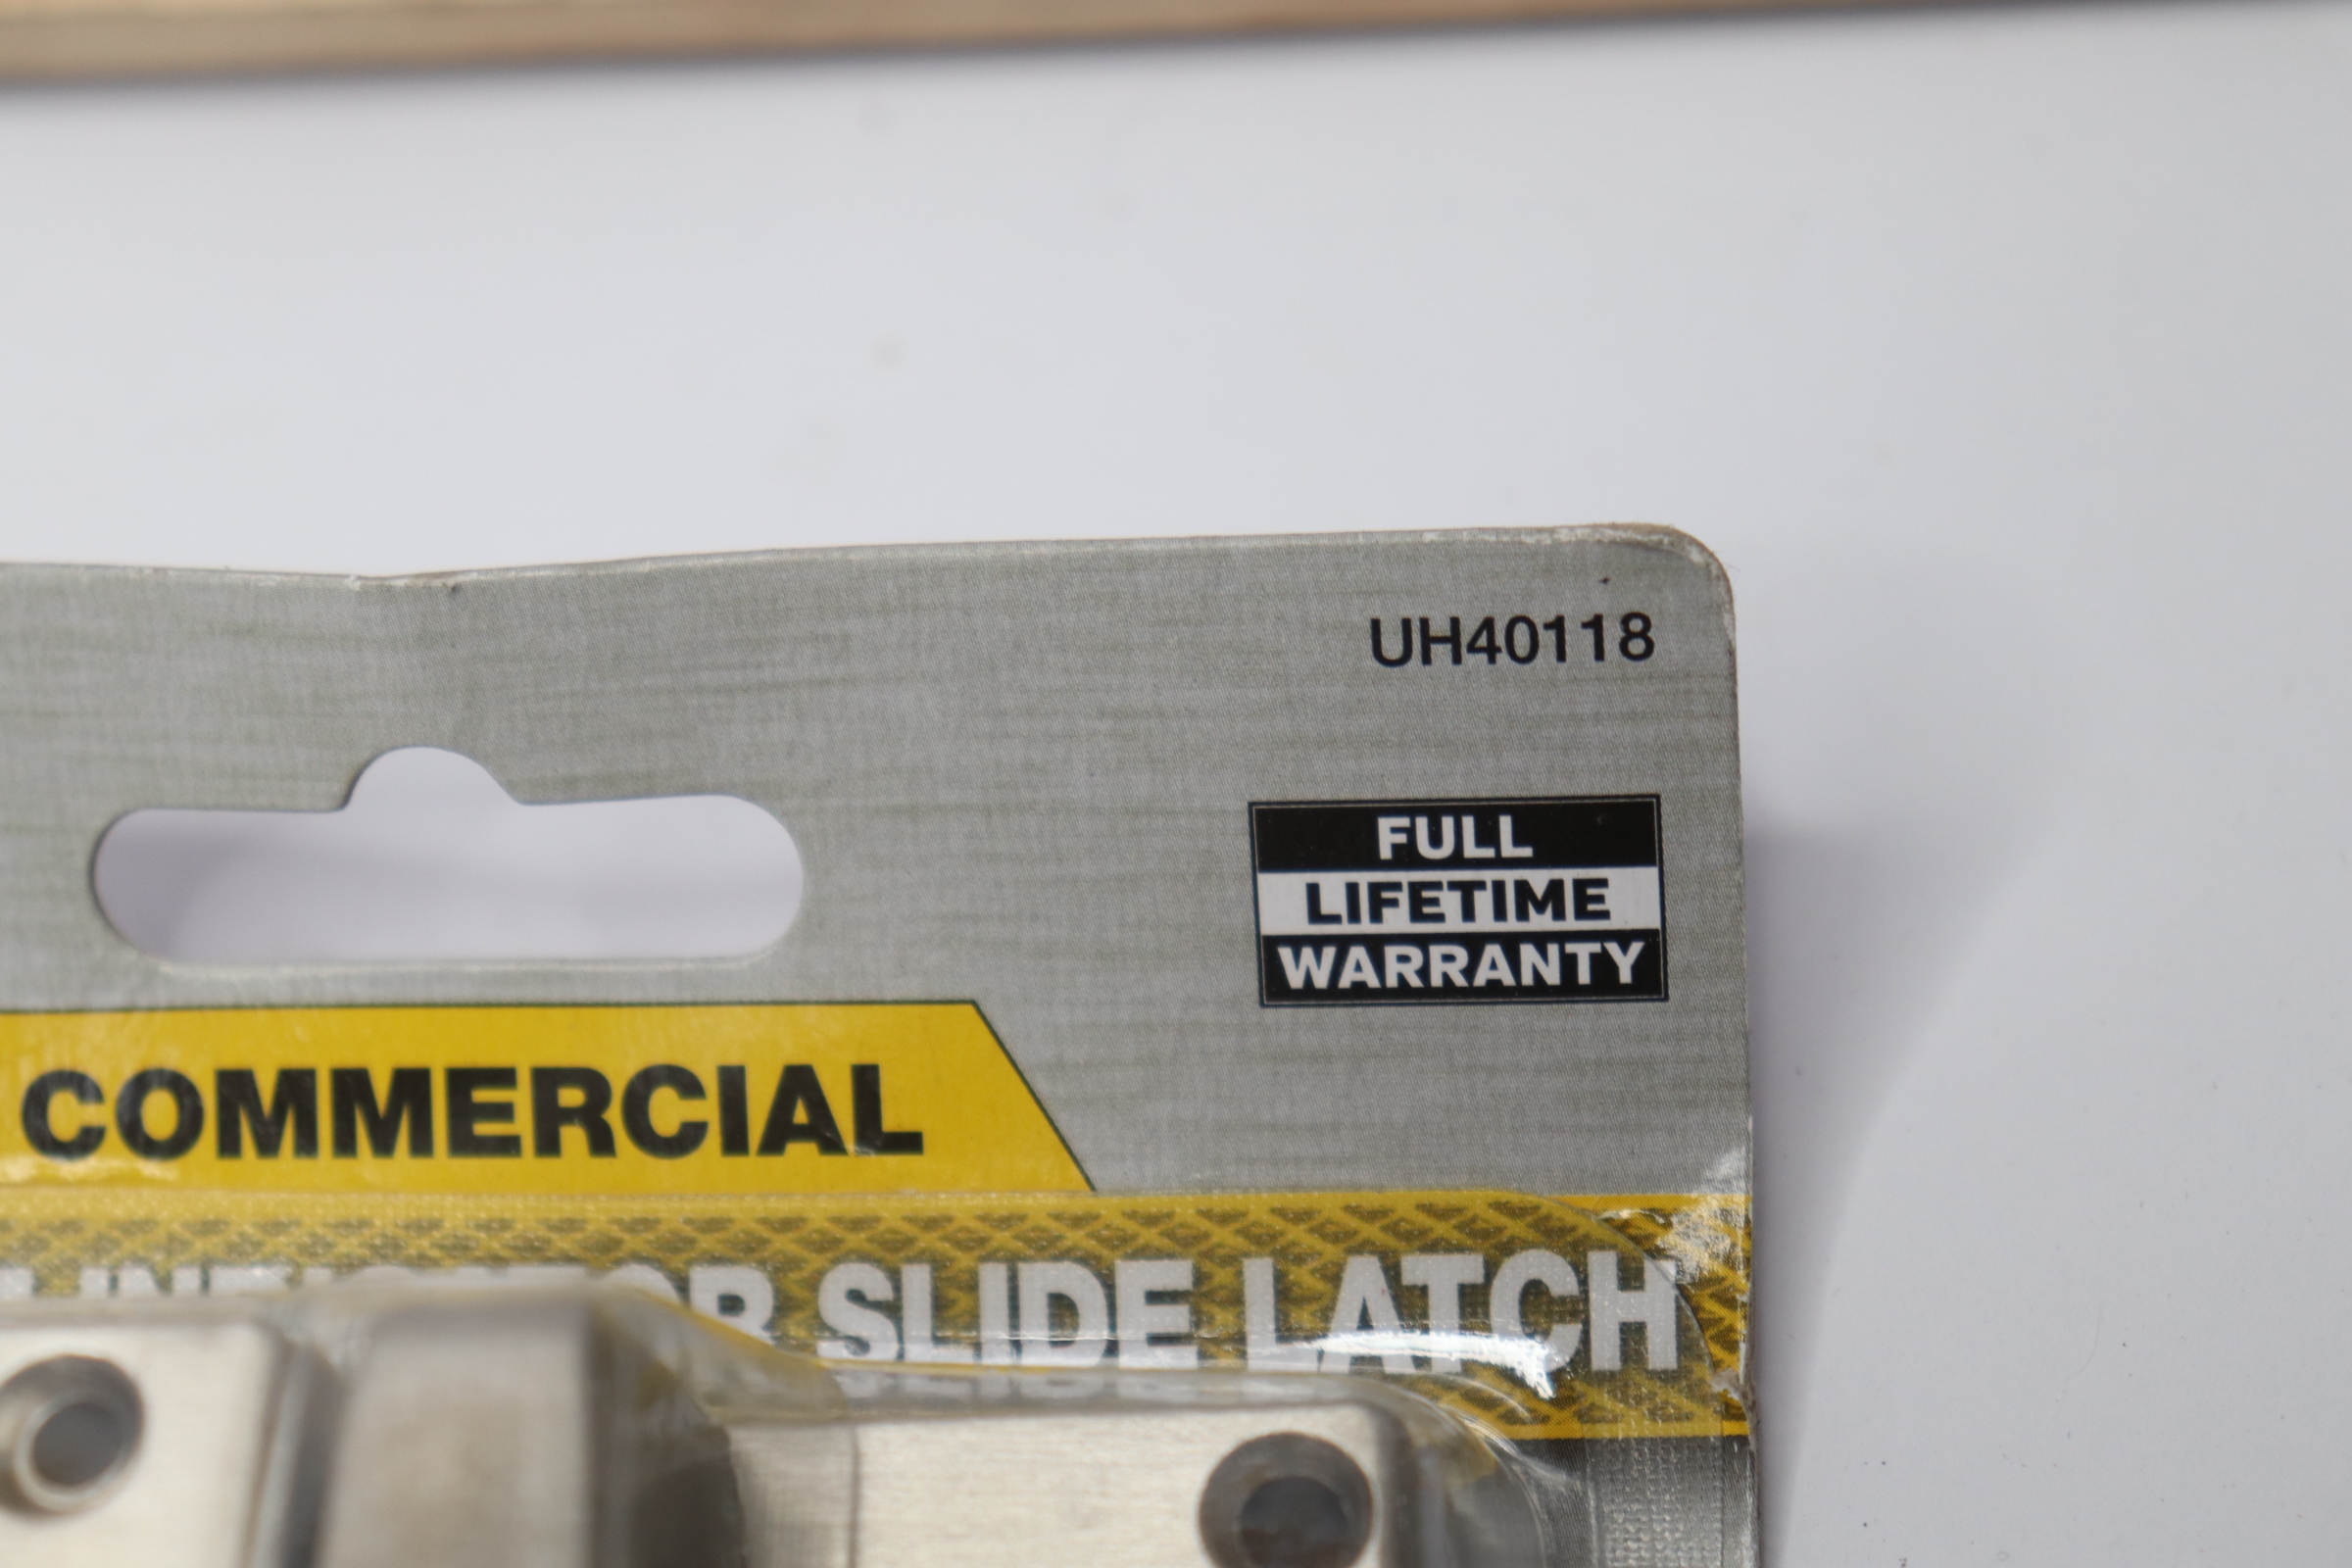 UH40118
FULL
LIFETIME
WARRANTY
COMMERCIAL
SLIDE LATCH